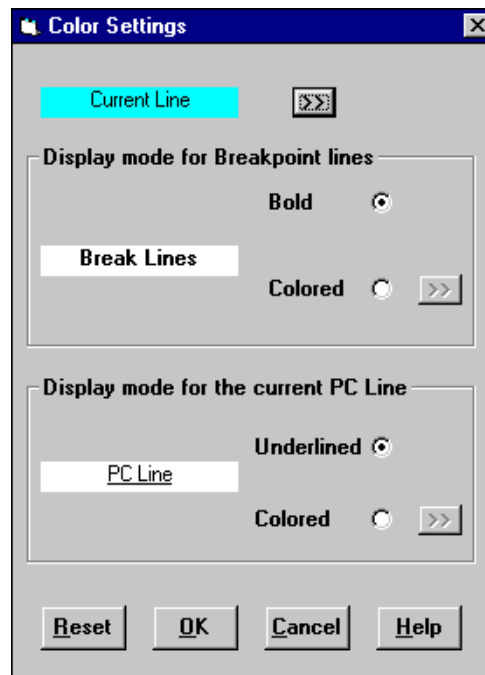 Color Settings
Current Line >>
Display mode for Breakpoint lines
Bold
Break Lines
Colored >>
Display mode for the current PC Line
Underlined
PC Line
Colored >>
Reset OK Cancel Help